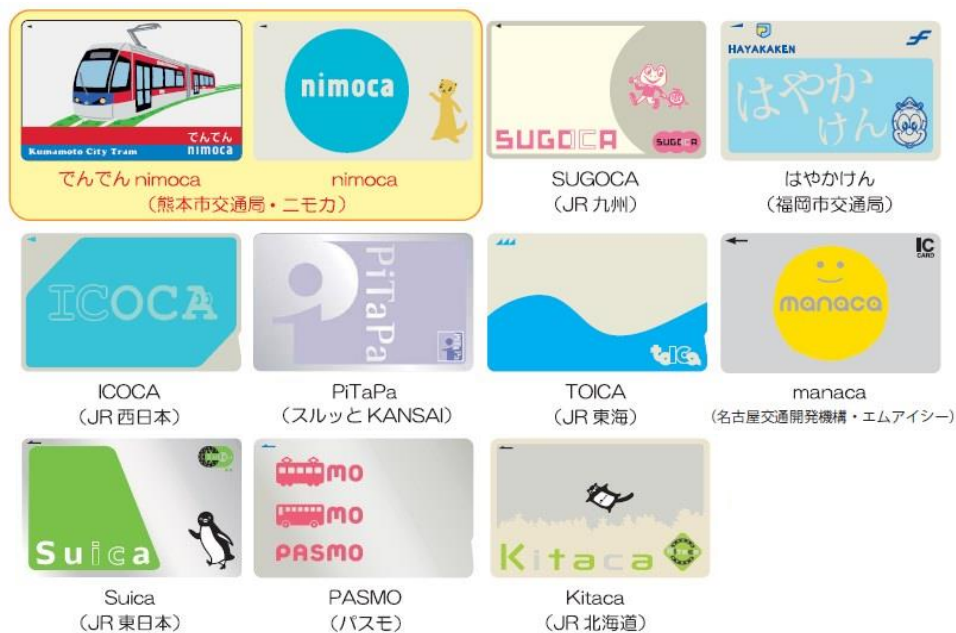 でんでん
Kumamoto City Tram
nimoca
nimoca
SUGOCA
SUGOCA
HAYAKAKEN
はやか
けん
でんでん nimoca
nimoca
(熊本市交通局・ニモカ)
SUGOCA
(JR 九州)
はやかけん
(福岡市交通局)
ICOCA
PiTaPa
toICa
IC
CARD
manaca
ICOCA
(JR 西日本)
PiTaPa
(スルッと KANSAI)
TOICA
(JR 東海)
manaca
(名古屋交通開発機構・エムアイシー)
Suica
mo
mo
PASMO
Kitaca
Suica
(JR 東日本)
PASMO
(パスモ)
Kitaca
(JR 北海道)